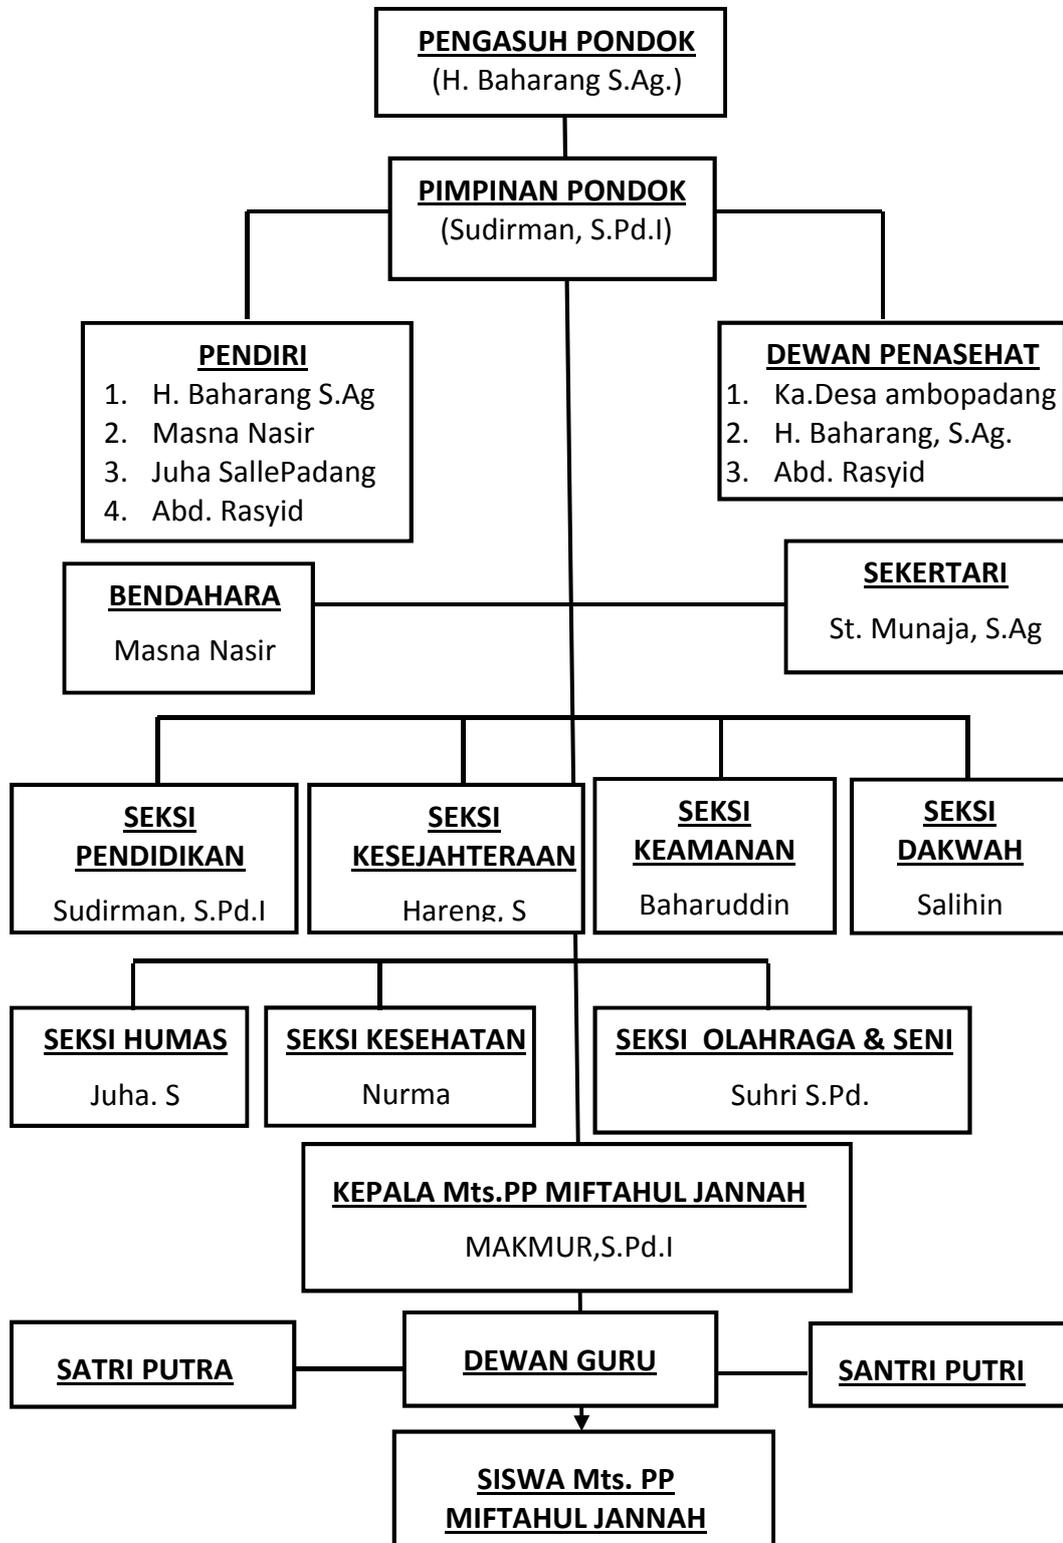 PENGASUH PONDOK
(H. Baharang S.Ag.)
PIMPINAN PONDOK
(Sudirman, S.Pd.I)
PENDIRI
1. H. Baharang S.Ag
2. Masna Nasir
3. Juha SallePadang
4. Abd. Rasyid
DEWAN PENASEHAT
1. Ka.Desa ambopadang
2. H. Baharang, S.Ag.
3. Abd. Rasyid
BENDAHARA
Masna Nasir
SEKERTARI
St. Munaja, S.Ag
SEKSI
PENDIDIKAN
Sudirman, S.Pd.I
SEKSI
KESEJAHTERAAN
Hareng, S
SEKSI
KEAMANAN
Baharuddin
SEKSI
DAKWAH
Salihin
SEKSI HUMAS
Juha. S
SEKSI KESEHATAN
Nurma
SEKSI OLAHRAGA & SENI
Suhri S.Pd.
KEPALA Mts.PP MIFTAHUL JANNAH
MAKMUR,S.Pd.I
SATRI PUTRA
DEWAN GURU
SANTRI PUTRI
SISWA Mts. PP
MIFTAHUL JANNAH